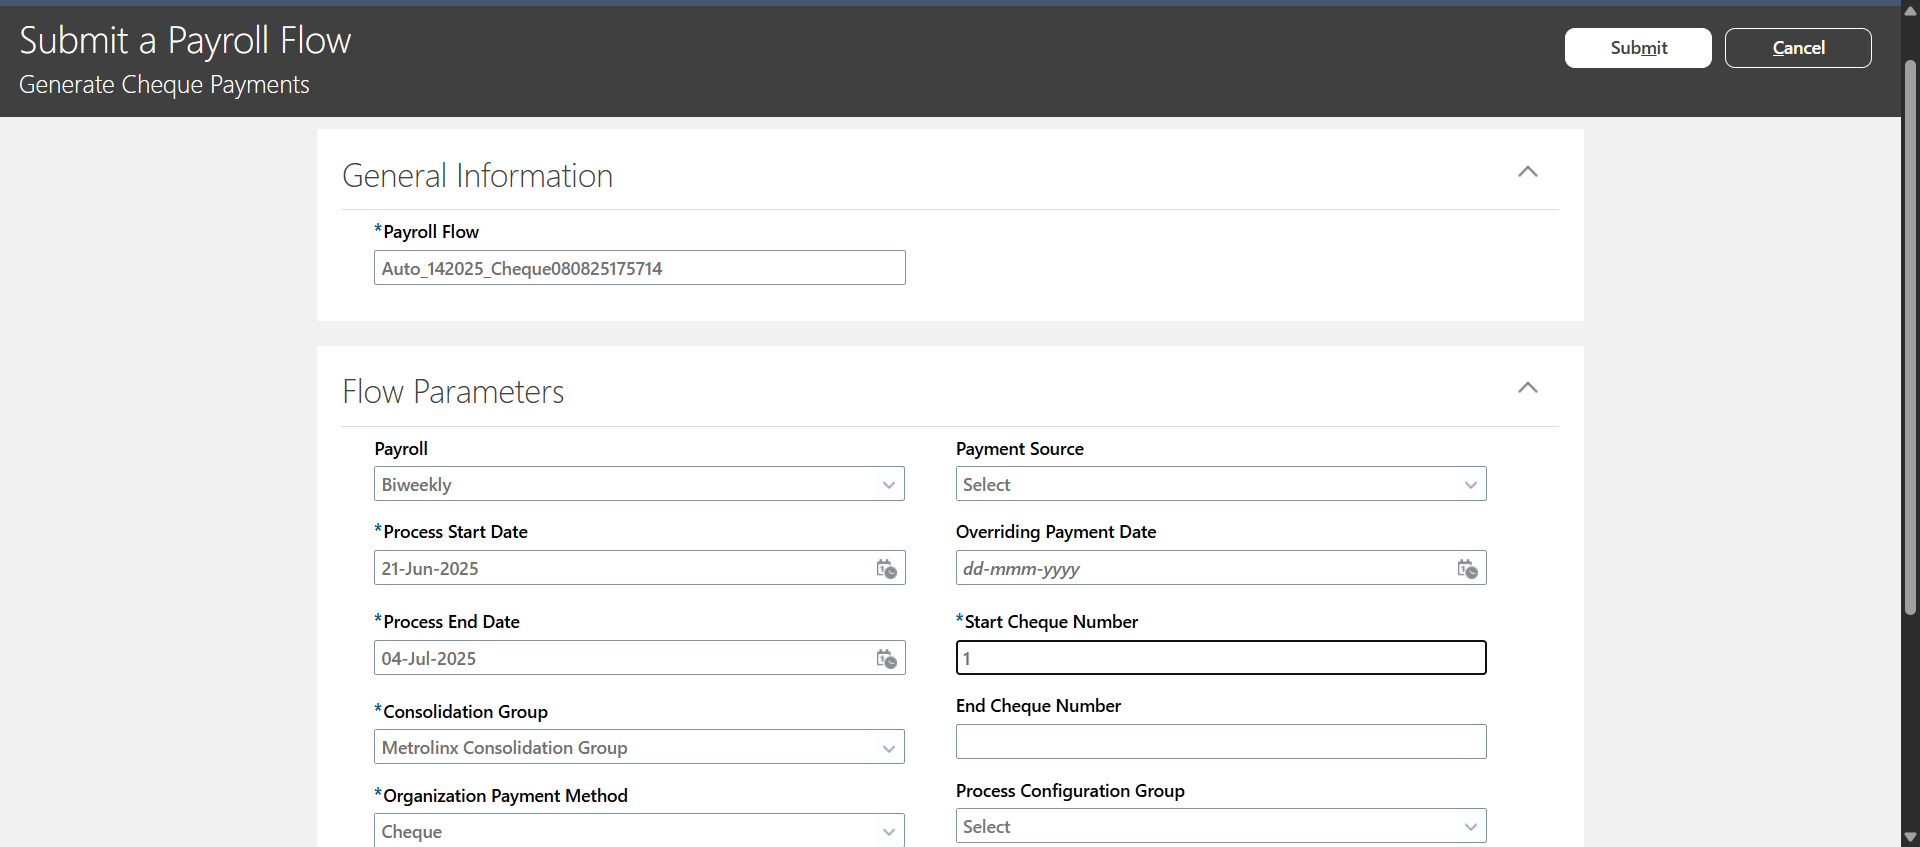 Submit a Payroll Flow
Generate Cheque Payments
Submit
Cancel
General Information
*Payroll Flow
Auto_142025_Cheque080825175714
Flow Parameters
Payroll
Biweekly
Payment Source
Select
*Process Start Date
21-Jun-2025
Overriding Payment Date
dd-mmm-yyyy
*Process End Date
04-Jul-2025
*Start Cheque Number
1
*Consolidation Group
Metrolinx Consolidation Group
End Cheque Number
*Organization Payment Method
Cheque
Process Configuration Group
Select